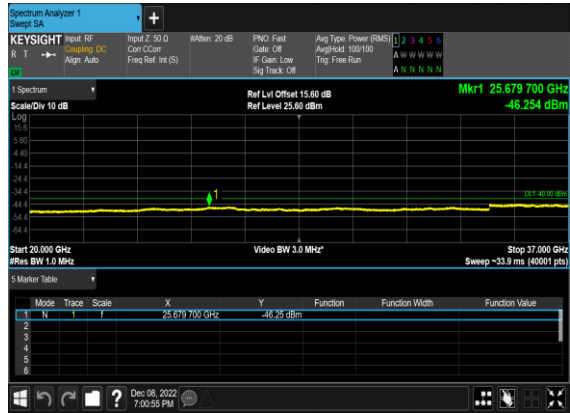 Spectrum Analyzer 1
Swept SA
KEYSIGHT Input: RF Input Z: 50 Ω #Atten: 20 dB PNO: Fast Avg Type: Power (RMS) 1 2 3 4 5 6
R T Coupling: DC Corr CCorr Gate: Off Avg|Hold: 100/100 A W W W W W
Align: Auto Freq Ref: Int (S) IF Gain: Low Trig: Free Run
LW Sig Track: Off A N N N N N
1 Spectrum Ref Lvl Offset 15.60 dB Mkr1 25.679 700 GHz
Scale/Div 10 dB Ref Level 25.60 dBm -46.254 dBm
Log
15.6
5.60
-4.40
-14.4
-24.4
-34.4 1 DL1 -40.00 dBm
-44.4
-54.4
-64.4
Start 20.000 GHz Video BW 3.0 MHz* Stop 37.000 GHz
#Res BW 1.0 MHz Sweep ~33.9 ms (40001 pts)
5 Marker Table
Mode Trace Scale X Y Function Function Width Function Value
1 N 1 f 25.679 700 GHz -46.25 dBm
2
3
4
5
6
? Dec 08, 2022
7:00:55 PM